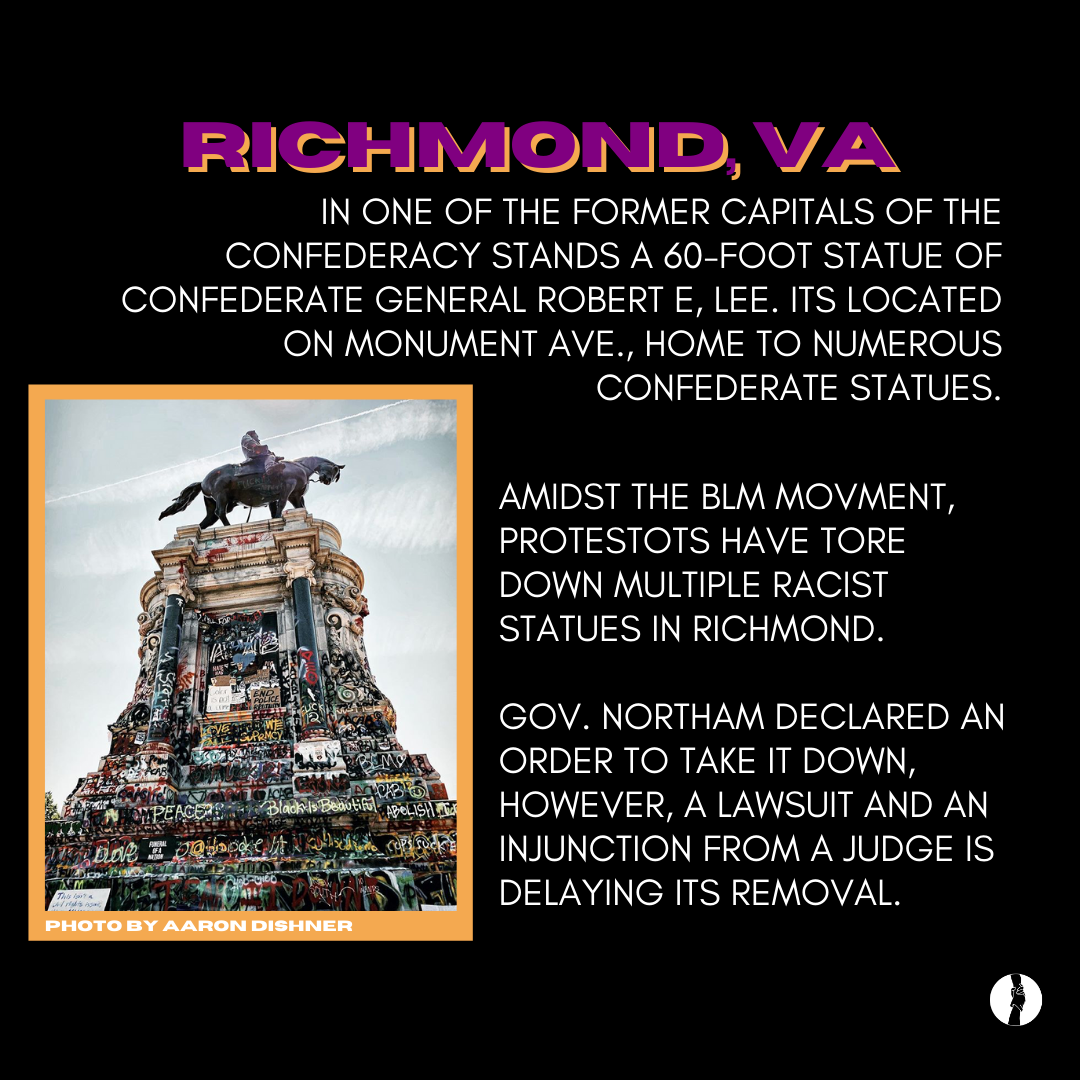 RICHMOND, VA
IN ONE OF THE FORMER CAPITALS OF THE
CONFEDERACY STANDS A 60-FOOT STATUE OF
CONFEDERATE GENERAL ROBERT E, LEE. ITS LOCATED
ON MONUMENT AVE., HOME TO NUMEROUS
CONFEDERATE STATUES.
AMIDST THE BLM MOVMENT,
PROTESTOTS HAVE TORE
DOWN MULTIPLE RACIST
STATUES IN RICHMOND.
GOV. NORTHAM DECLARED AN
ORDER TO TAKE IT DOWN,
HOWEVER, A LAWSUIT AND AN
INJUNCTION FROM A JUDGE IS
DELAYING ITS REMOVAL.
END
POLICE
BLM
ACAB
PEACE
Black Is Beautiful
ABOLISH
Love
FUNERAL
OF A
NATION
PHOTO BY AARON DISHNER